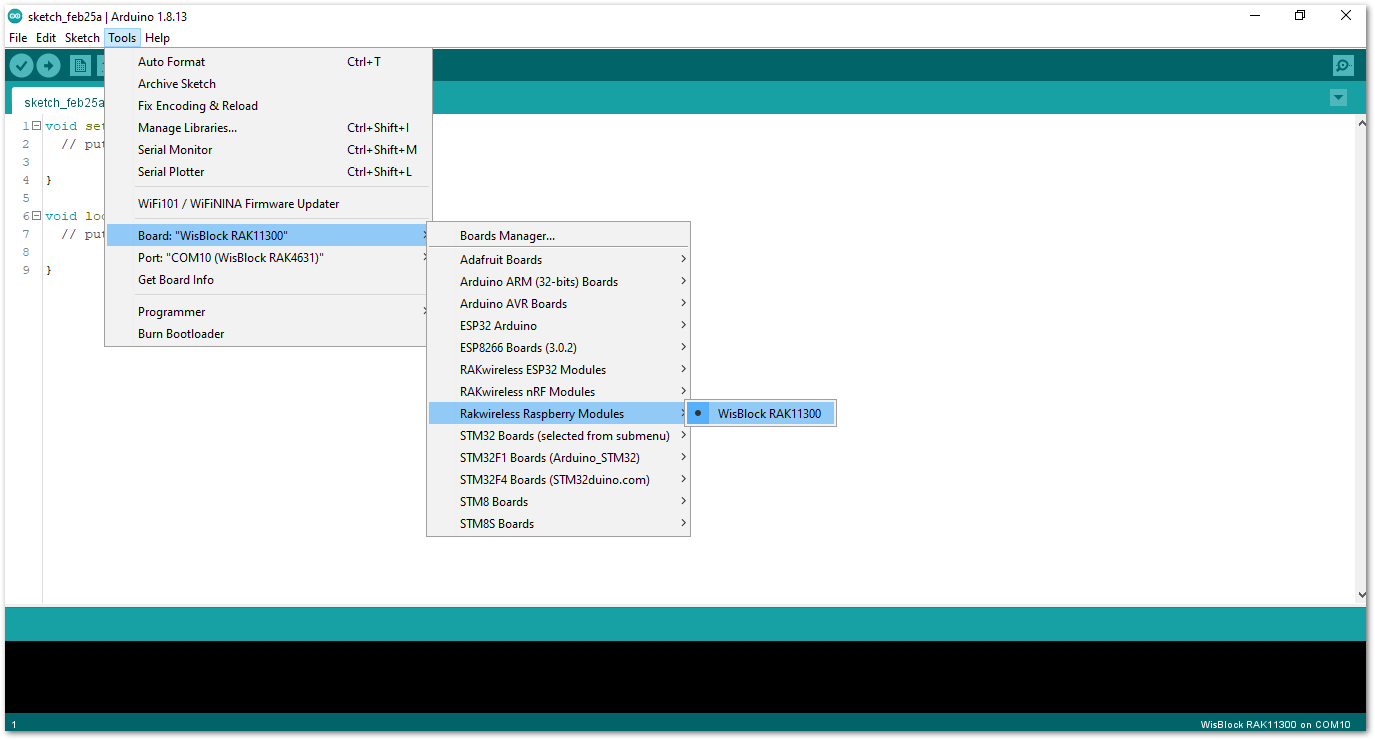 sketch_feb25a | Arduino 1.8.13
File Edit Sketch Tools Help
sketch_feb25a
Auto Format Ctrl+T
Archive Sketch
Fix Encoding & Reload
Manage Libraries... Ctrl+Shift+I
Serial Monitor Ctrl+Shift+M
Serial Plotter Ctrl+Shift+L
WiFi101 / WiFiNINA Firmware Updater
Board: "WisBlock RAK11300"
Port: "COM10 (WisBlock RAK4631)"
Get Board Info
Programmer
Burn Bootloader
1 void set
2 // put
3
4 }
5
6 void loo
7 // put
8
9 }
Boards Manager...
Adafruit Boards
Arduino ARM (32-bits) Boards
Arduino AVR Boards
ESP32 Arduino
ESP8266 Boards (3.0.2)
RAKwireless ESP32 Modules
RAKwireless nRF Modules
Rakwireless Raspberry Modules
STM32 Boards (selected from submenu)
STM32F1 Boards (Arduino_STM32)
STM32F4 Boards (STM32duino.com)
STM8 Boards
STM8S Boards
WisBlock RAK11300
1 WisBlock RAK11300 on COM10